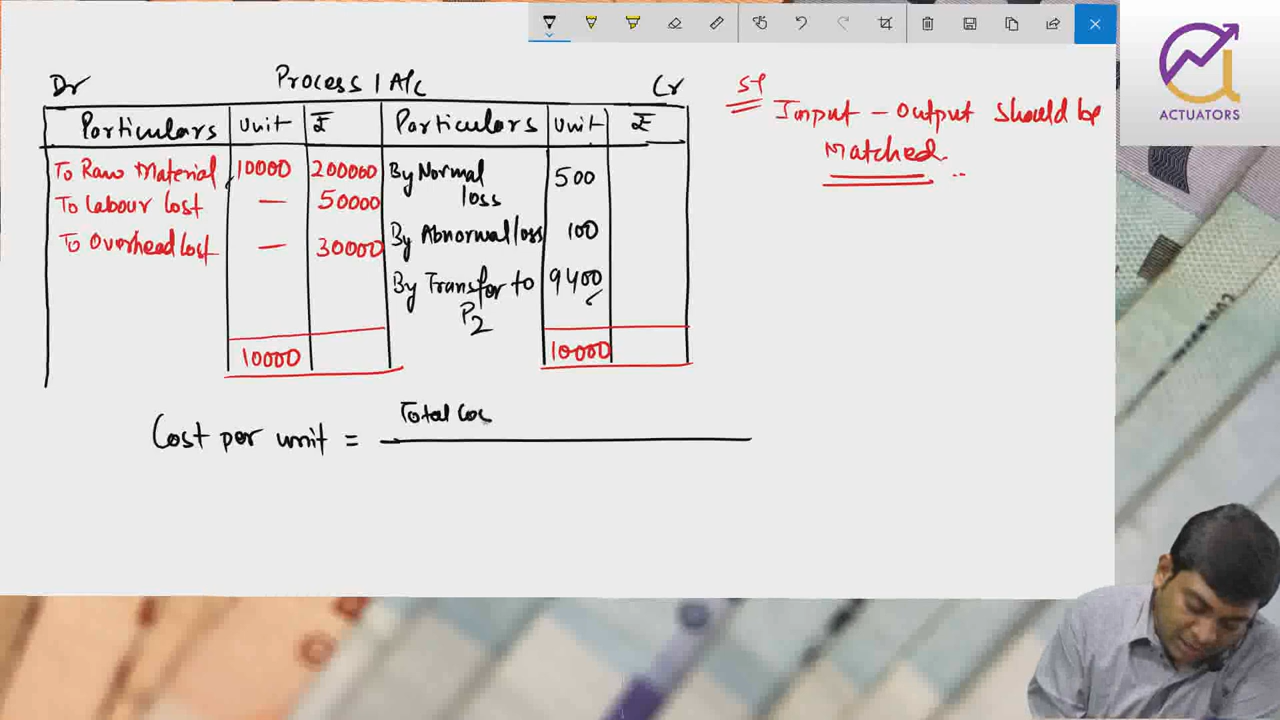 Dr Process 1 A/c Cr
Particulars Unit ₹ Particulars Unit ₹
To Raw Material 10000 200000 By Normal loss 500
To Labour Cost — 50000 By Abnormal loss 100
To Overhead Cost — 30000 By Transfer to P2 9400
10000 10000
Cost per unit = Total Cos
Input - Output should be
Matched.
ACTUATORS